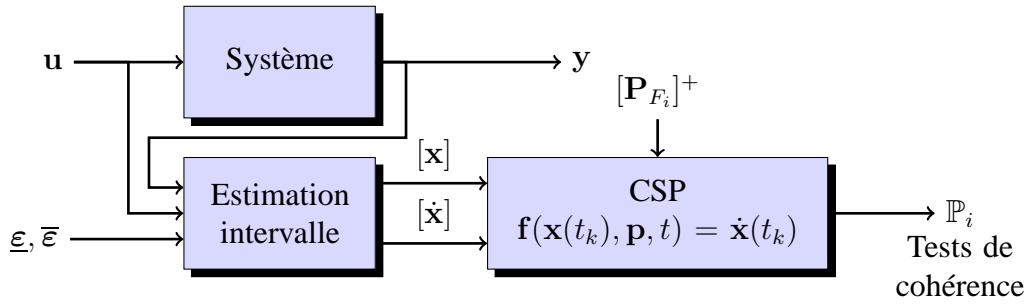 u
Système
y
[P_{F_i}]^+
[x]
Estimation
intervalle
[ẋ]
CSP
f(x(t_k), p, t) = ẋ(t_k)
ε̲, ε̅
ℙ_i
Tests de
cohérence